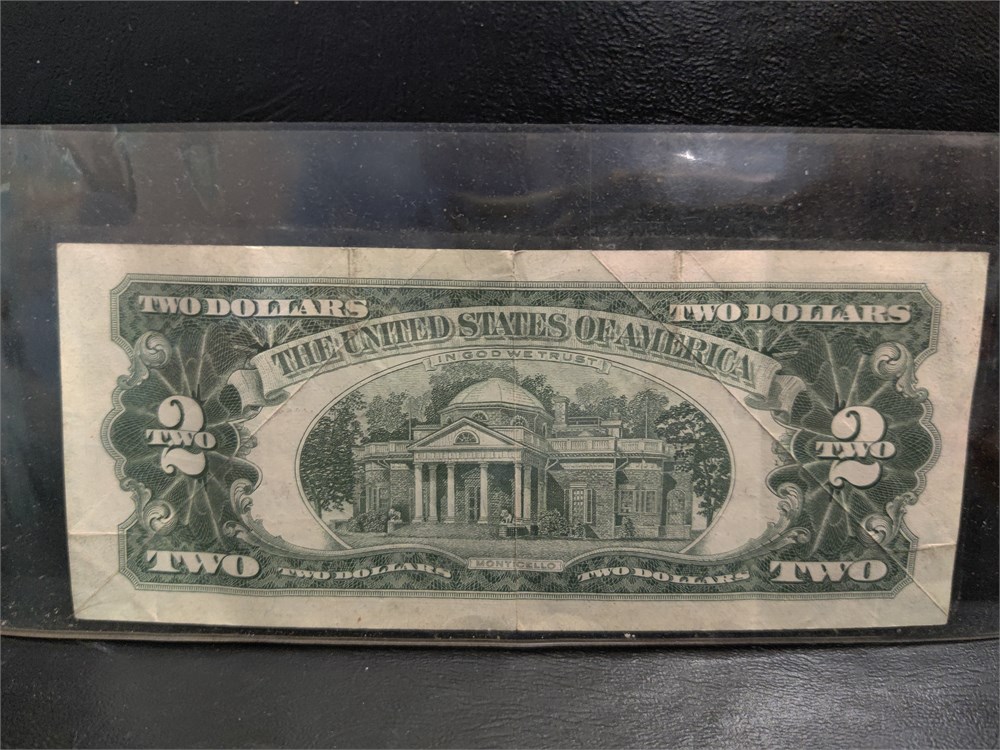 TWO DOLLARS TWO DOLLARS
THE UNITED STATES OF AMERICA
IN GOD WE TRUST
2 2
TWO TWO
TWO TWO DOLLARS MONTICELLO TWO DOLLARS TWO